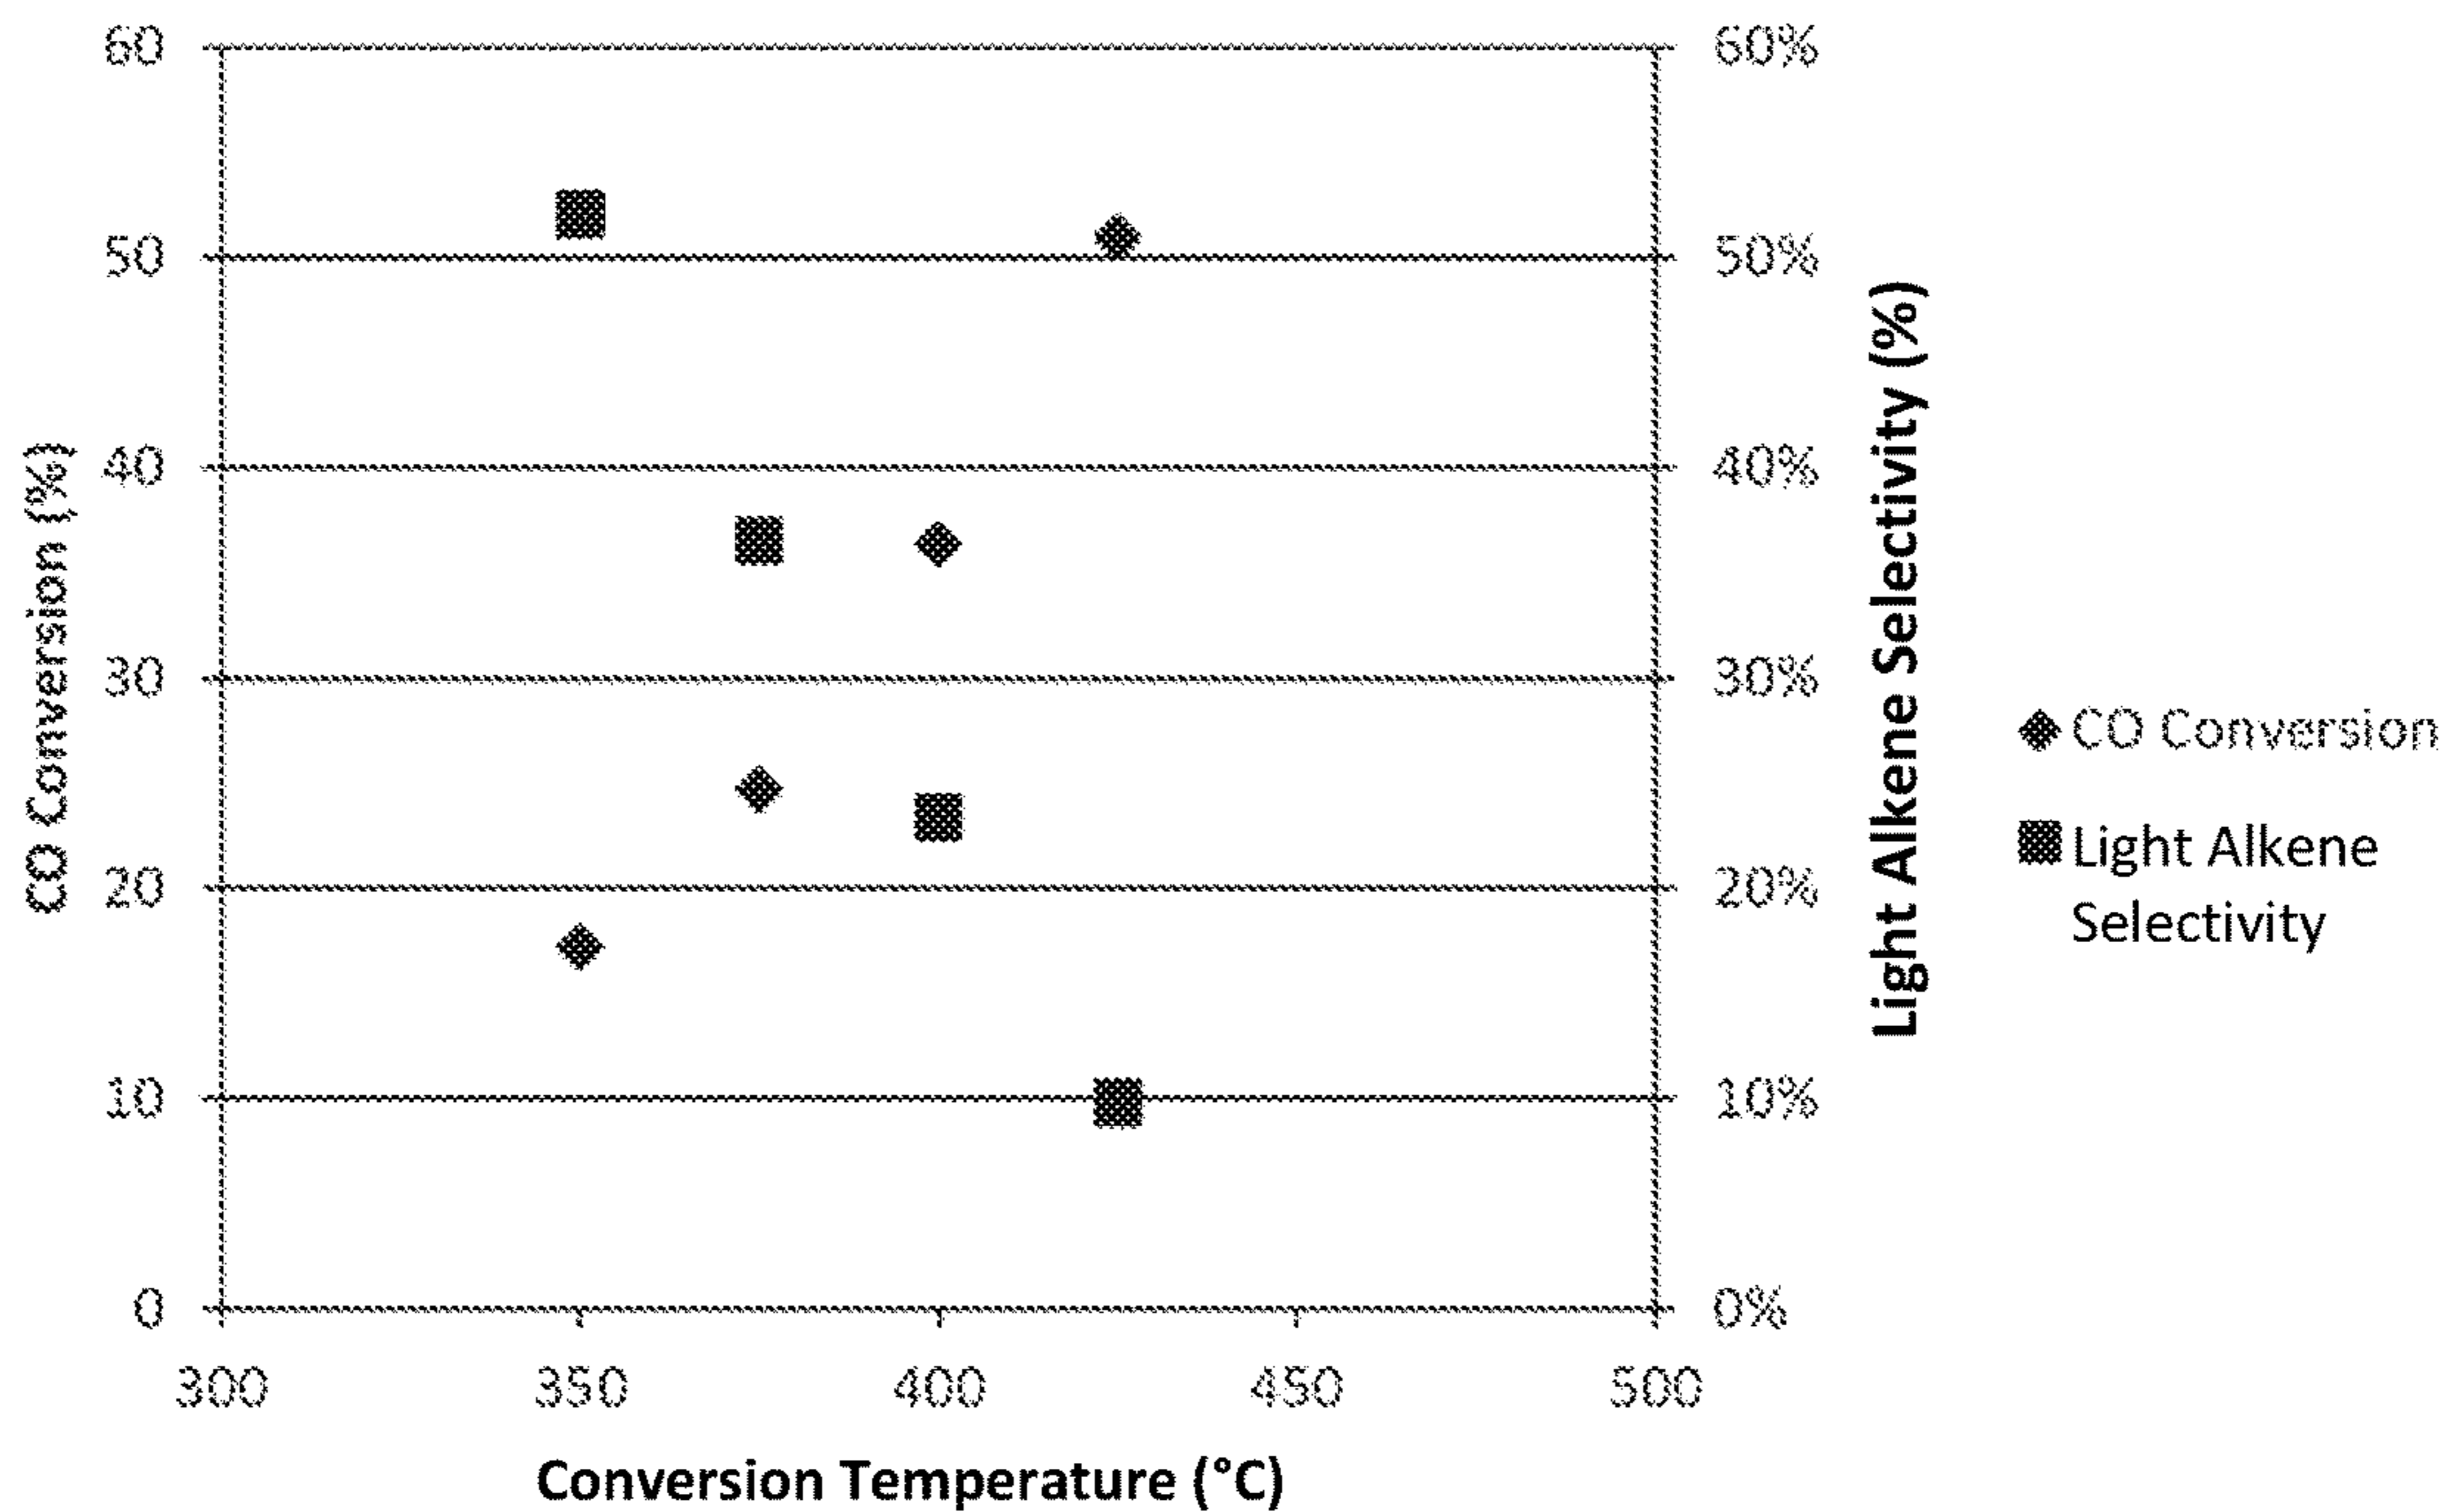 60
50
40
30
20
10
0
CO Conversion (%)
60%
50%
40%
30%
20%
10%
0%
Light Alkene Selectivity (%)
CO Conversion
Light Alkene
Selectivity
300 350 400 450 500
Conversion Temperature (°C)